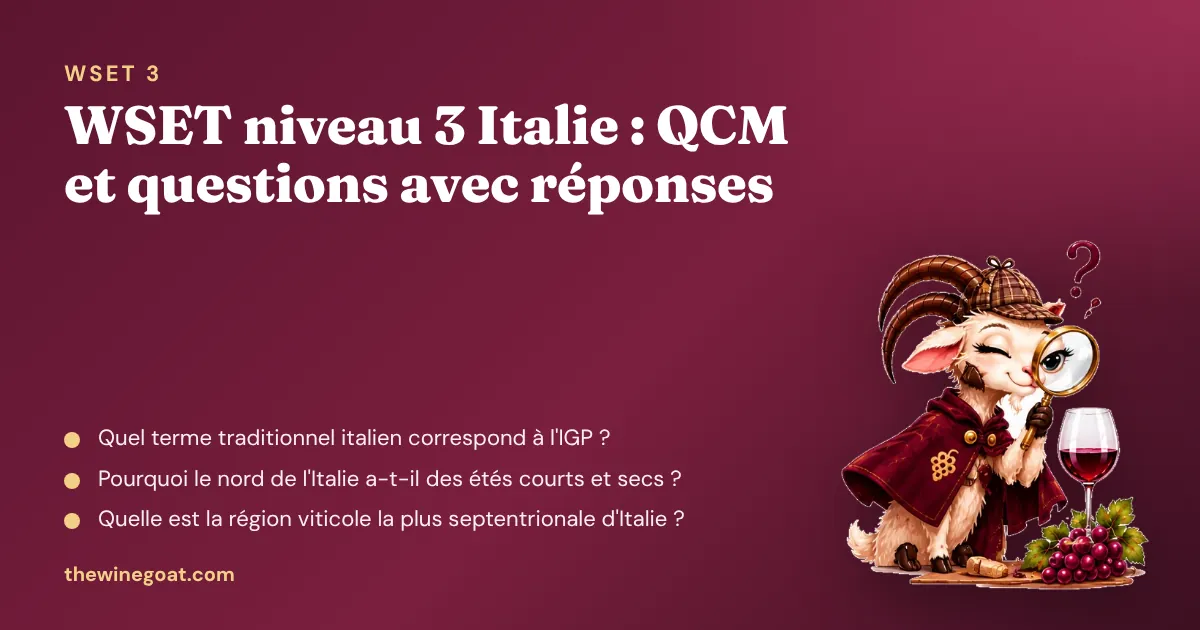 WSET 3
WSET niveau 3 Italie : QCM
et questions avec réponses
Quel terme traditionnel italien correspond à l'IGP ?
Pourquoi le nord de l'Italie a-t-il des étés courts et secs ?
Quelle est la région viticole la plus septentrionale d'Italie ?
thewinegoat.com